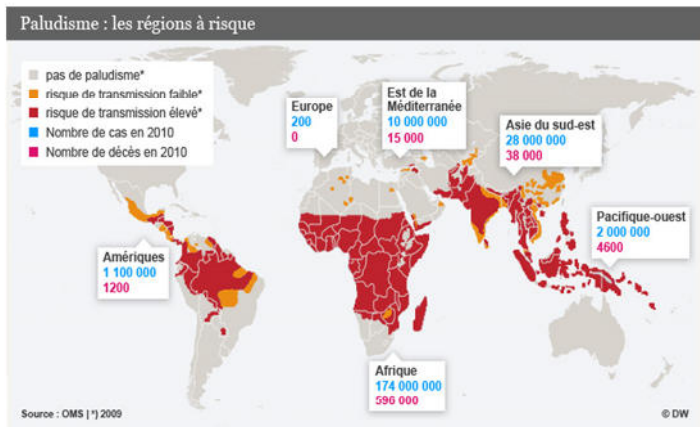 Paludisme : les régions à risque
pas de paludisme*
risque de transmission faible*
risque de transmission élevé*
Nombre de cas en 2010
Nombre de décès en 2010
Europe
200
0
Est de la
Méditerranée
10 000 000
15 000
Asie du sud-est
28 000 000
38 000
Pacifique-ouest
2 000 000
4600
Amériques
1 100 000
1200
Afrique
174 000 000
596 000
Source : OMS | *) 2009
© DW